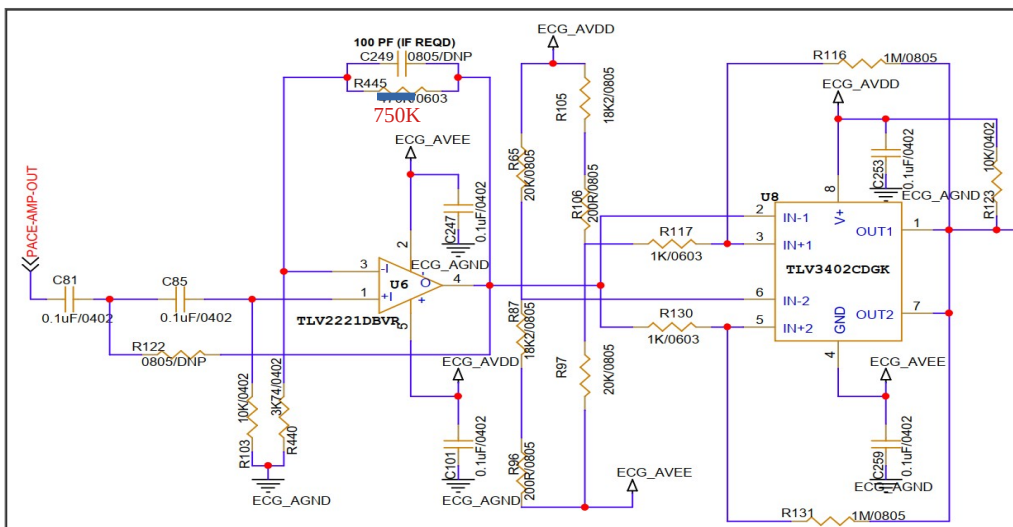 ECG_AVDD
100 PF (IF REQD)
C249 0805/DNP
R445
750K
R116 1M/0805
ECG_AVDD
R105
18K2/0805
ECG_AVEE
R65
20K/0805
C247
0.1uF/0402
ECG_AGND
R106
200R/0805
C253
0.1uF/0402
ECG_AGND
R123
10K/0402
PACE-AMP-OUT
U8
8
V+
2 IN-1
3 IN+1
OUT1 1
TLV3402CDGK
6 IN-2
5 IN+2
GND
OUT2 7
4
R117
1K/0603
R130
1K/0603
2
3 -I
1 +I
U6
-
O
+
4
5
TLV2221DBVR
C81
0.1uF/0402
C85
0.1uF/0402
R122
0805/DNP
R87
18K2/0805
R97
20K/0805
ECG_AVDD
ECG_AVEE
R103
10K/0402
3K74/0402
R440
ECG_AGND
C101
0.1uF/0402
ECG_AGND
R96
200R/0805
ECG_AVEE
C259
0.1uF/0402
ECG_AGND
R131 1M/0805